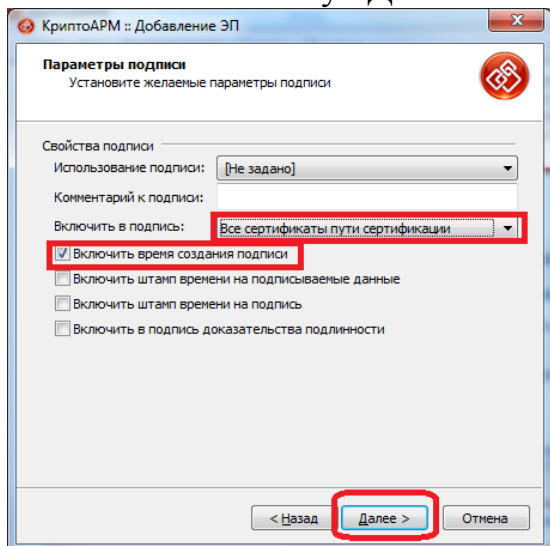 КриптоАРМ :: Добавление ЭП
Параметры подписи
Установите желаемые параметры подписи
Свойства подписи
Использование подписи: [Не задано]
Комментарий к подписи:
Включить в подпись: Все сертификаты пути сертификации
Включить время создания подписи
Включить штамп времени на подписываемые данные
Включить штамп времени на подпись
Включить в подпись доказательства подлинности
< Назад Далее > Отмена